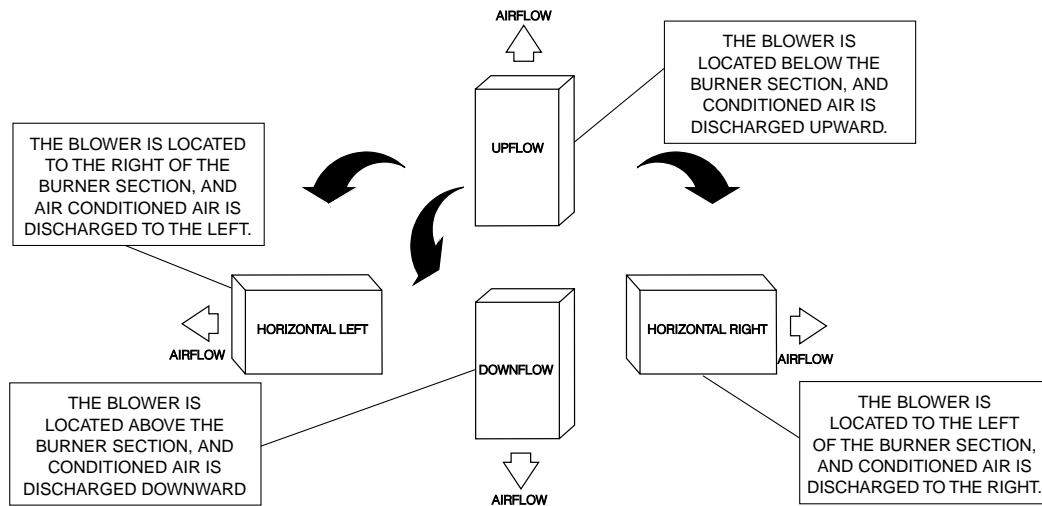 AIRFLOW
THE BLOWER IS
LOCATED BELOW THE
BURNER SECTION, AND
CONDITIONED AIR IS
DISCHARGED UPWARD.
UPFLOW
THE BLOWER IS LOCATED
TO THE RIGHT OF THE
BURNER SECTION, AND
AIR CONDITIONED AIR IS
DISCHARGED TO THE LEFT.
HORIZONTAL LEFT
AIRFLOW
HORIZONTAL RIGHT
AIRFLOW
DOWNFLOW
THE BLOWER IS
LOCATED ABOVE THE
BURNER SECTION, AND
CONDITIONED AIR IS
DISCHARGED DOWNWARD
THE BLOWER IS
LOCATED TO THE LEFT
OF THE BURNER SECTION,
AND CONDITIONED AIR IS
DISCHARGED TO THE RIGHT.
AIRFLOW